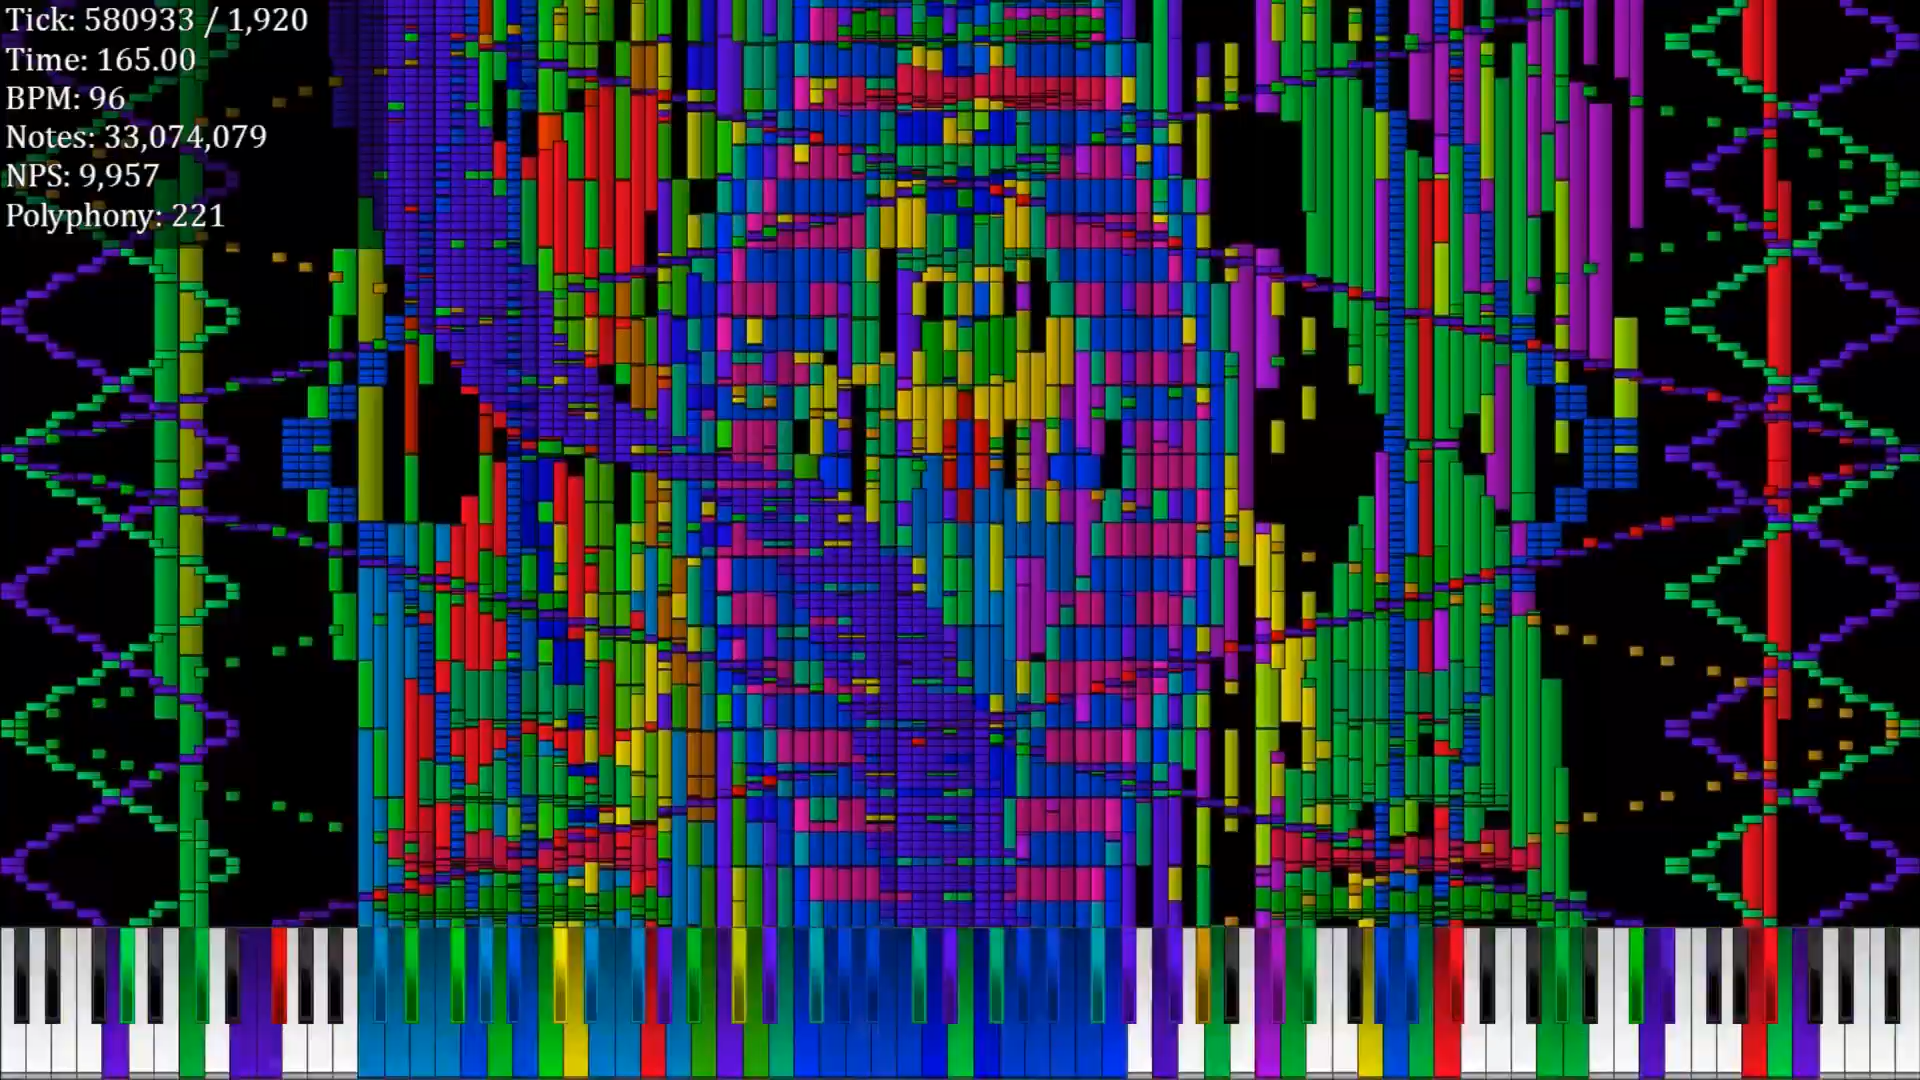 Tick: 580933 / 1,920
Time: 165.00
BPM: 96
Notes: 33,074,079
NPS: 9,957
Polyphony: 221